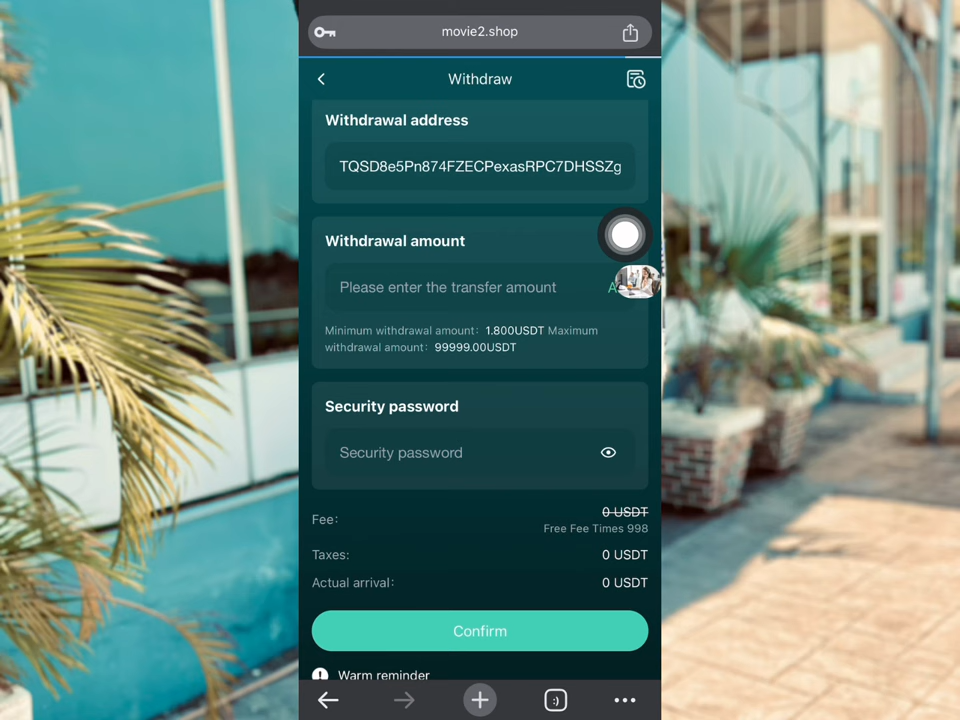 movie2.shop
Withdraw
Withdrawal address
TQSD8e5Pn874FZECPexasRPC7DHSSZg
Withdrawal amount
Please enter the transfer amount
Minimum withdrawal amount: 1.800USDT Maximum
withdrawal amount: 99999.00USDT
Security password
Security password
Fee: 0 USDT
Free Fee Times 998
Taxes: 0 USDT
Actual arrival: 0 USDT
Confirm
Warm reminder
:)